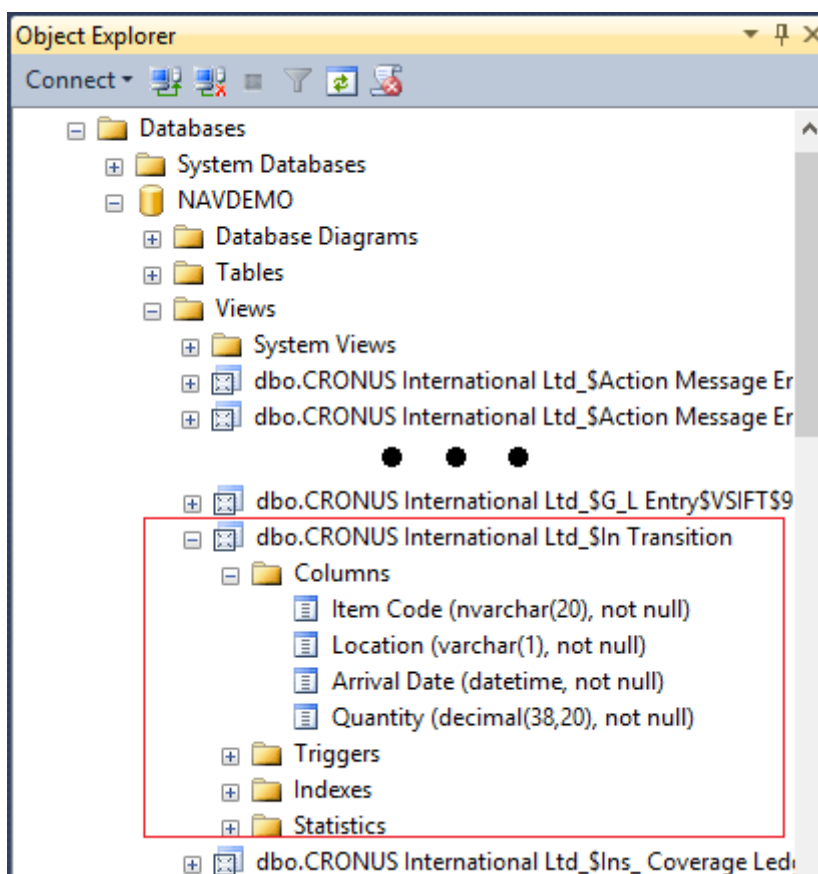 Object Explorer
Connect
Databases
System Databases
NAVDEMO
Database Diagrams
Tables
Views
System Views
dbo.CRONUS International Ltd_$Action Message Er
dbo.CRONUS International Ltd_$Action Message Er
dbo.CRONUS International Ltd_$G_L Entry$VSIFT$9
dbo.CRONUS International Ltd_$In Transition
Columns
Item Code (nvarchar(20), not null)
Location (varchar(1), not null)
Arrival Date (datetime, not null)
Quantity (decimal(38,20), not null)
Triggers
Indexes
Statistics
dbo.CRONUS International Ltd_$Ins_ Coverage Led